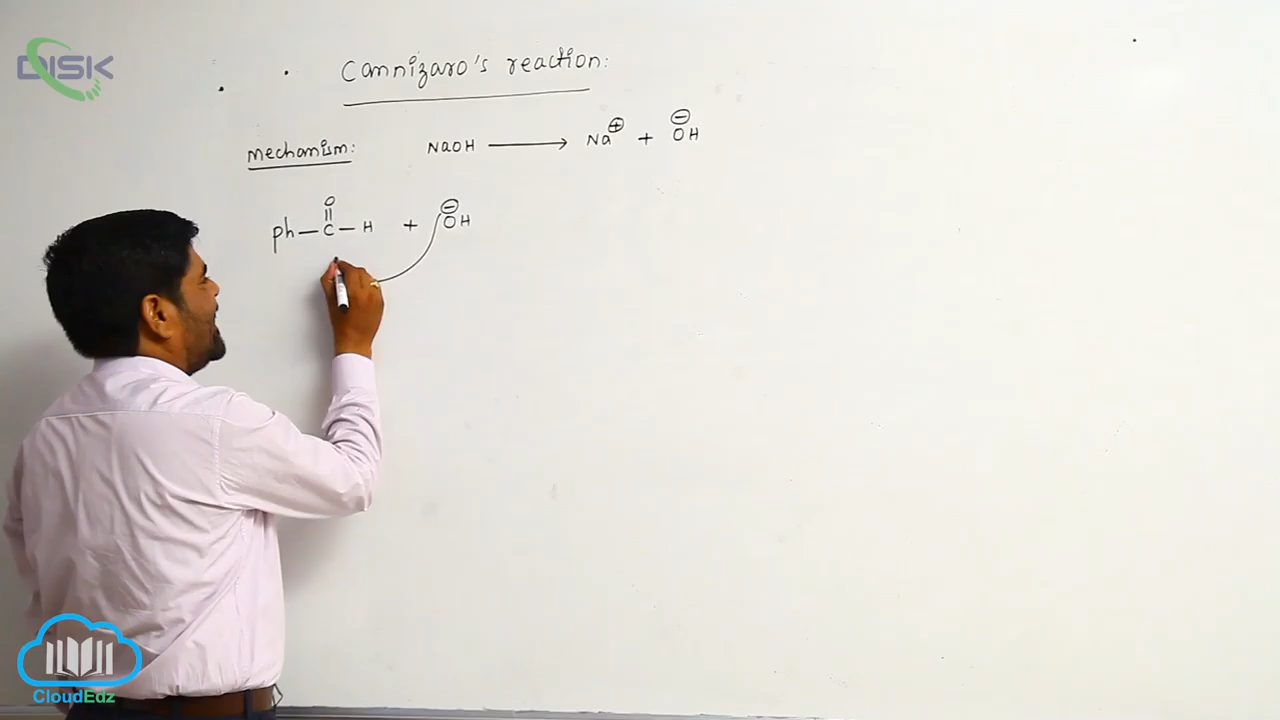 DISK
Cannizaro's reaction:
Mechanism: NaOH ⟶ Na⊕ + ⊖OH
O
||
ph—C—H + ⊖OH
CloudEdz